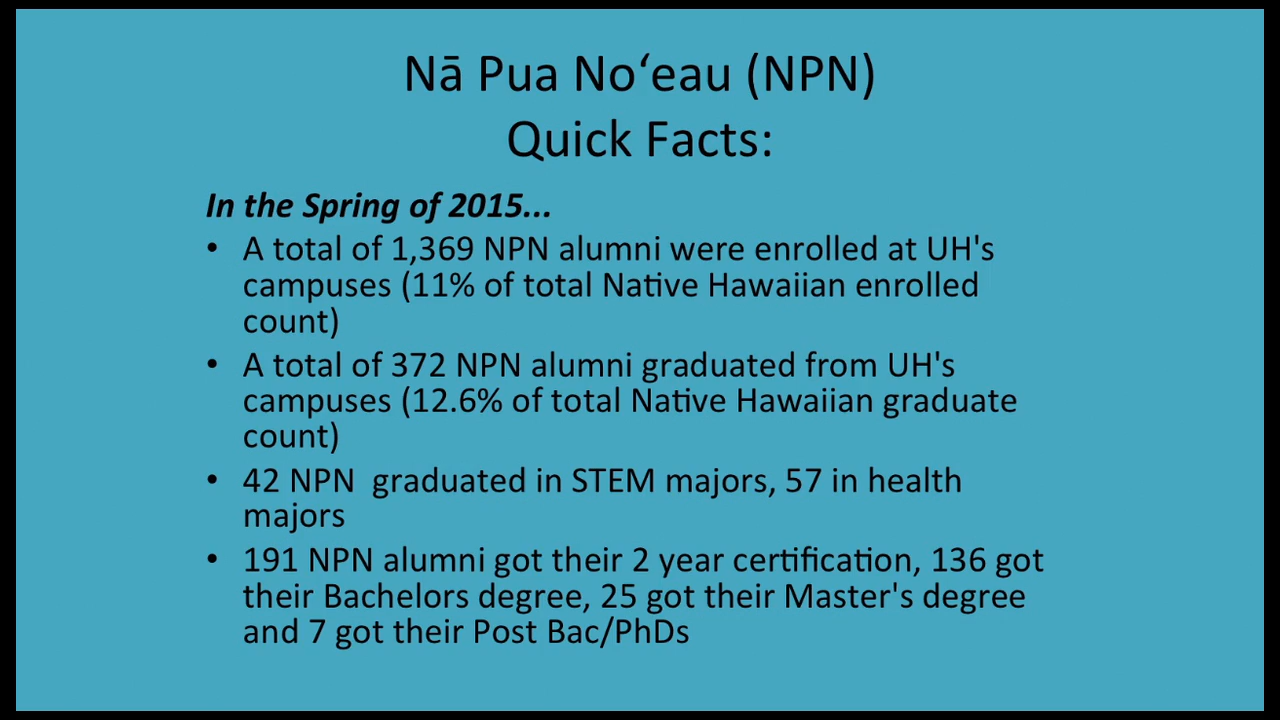 Nā Pua Noʻeau (NPN)
Quick Facts:
In the Spring of 2015...
• A total of 1,369 NPN alumni were enrolled at UH's
campuses (11% of total Native Hawaiian enrolled
count)
• A total of 372 NPN alumni graduated from UH's
campuses (12.6% of total Native Hawaiian graduate
count)
• 42 NPN  graduated in STEM majors, 57 in health
majors
• 191 NPN alumni got their 2 year certification, 136 got
their Bachelors degree, 25 got their Master's degree
and 7 got their Post Bac/PhDs